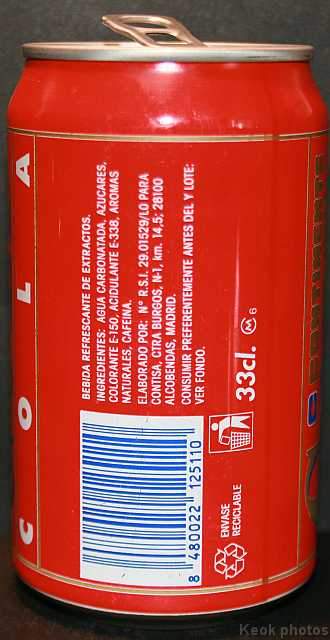 COLA
BEBIDA REFRESCANTE DE EXTRACTOS.
INGREDIENTES: AGUA CARBONATADA, AZUCARES,
COLORANTE E-150, ACIDULANTE E-338, AROMAS
NATURALES, CAFEINA.
ELABORADO POR: Nº R.S.I. 29.01529/LO PARA
CONTISA, CTRA BURGOS, N-1, km. 14,5; 28100
ALCOBENDAS, MADRID.
CONSUMIR PREFERENTEMENTE ANTES DEL Y LOTE:
VER FONDO.
33cl. M 6
8 480022 125110
ENVASE
RECICLABLE
Keok photos